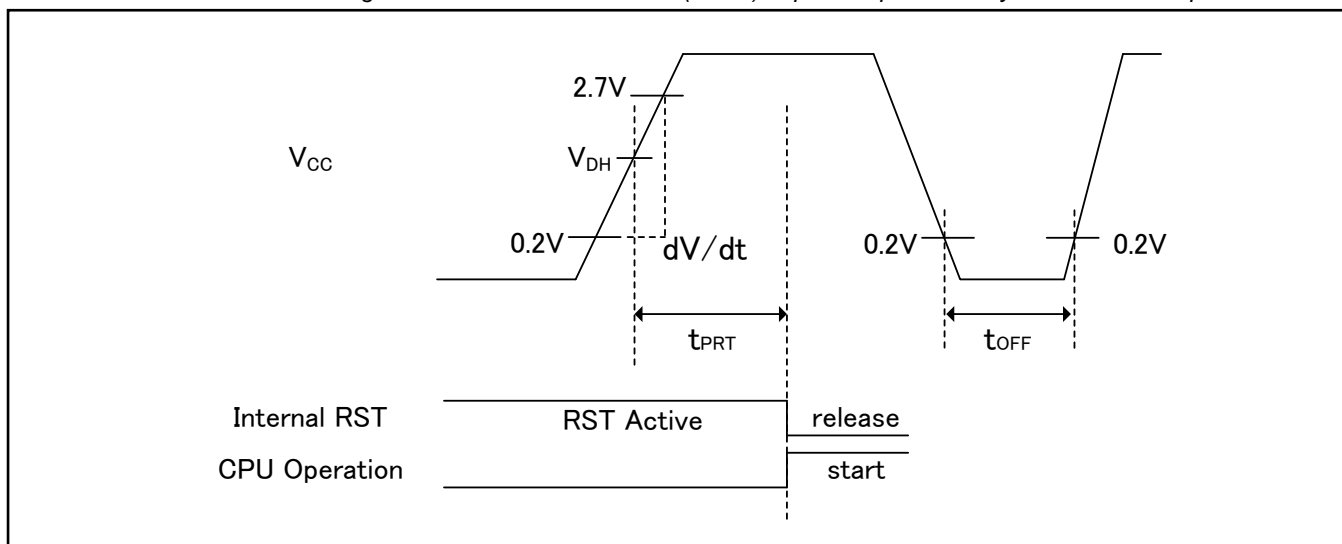 2.7V
VCC
VDH
0.2V
dV/dt
0.2V
0.2V
tPRT
tOFF
Internal RST
RST Active
release
CPU Operation
start